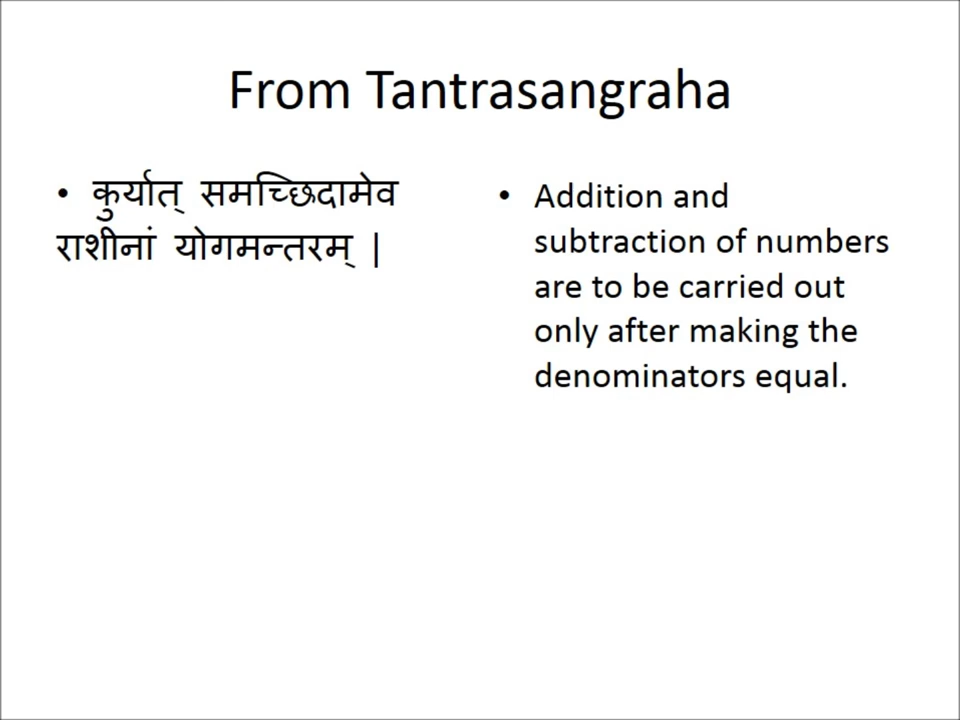 From Tantrasangraha
• कुर्यात् समच्छिदामेव
राशीनां योगमन्तरम् |
• Addition and
subtraction of numbers
are to be carried out
only after making the
denominators equal.